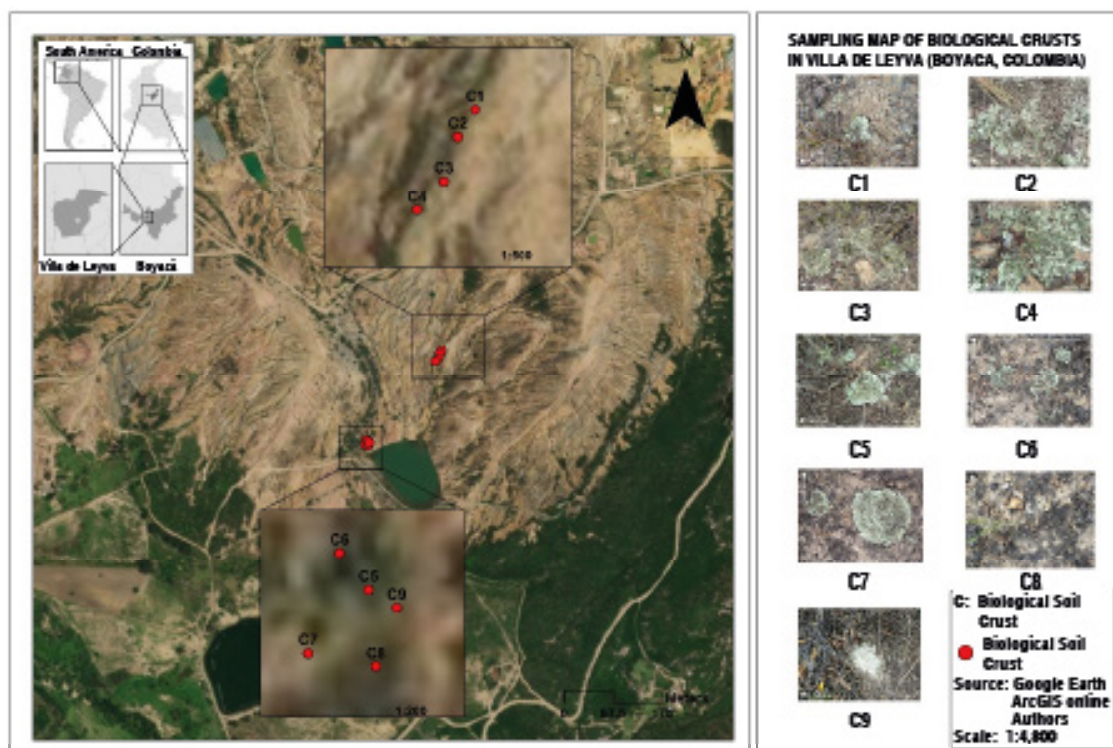 South America Colombia
Villa de Leyva Boyacá
C1
C2
C3
C4
1:500
C6
C5
C9
C7
C8
1:200
N
SAMPLING MAP OF BIOLOGICAL CRUSTS
IN VILLA DE LEYVA (BOYACA, COLOMBIA)
C1 C2
C3 C4
C5 C6
C7 C8
C9
C: Biological Soil
Crust
Biological Soil
Crust
Source: Google Earth
ArcGIS online
Authors
Scale: 1:4,800